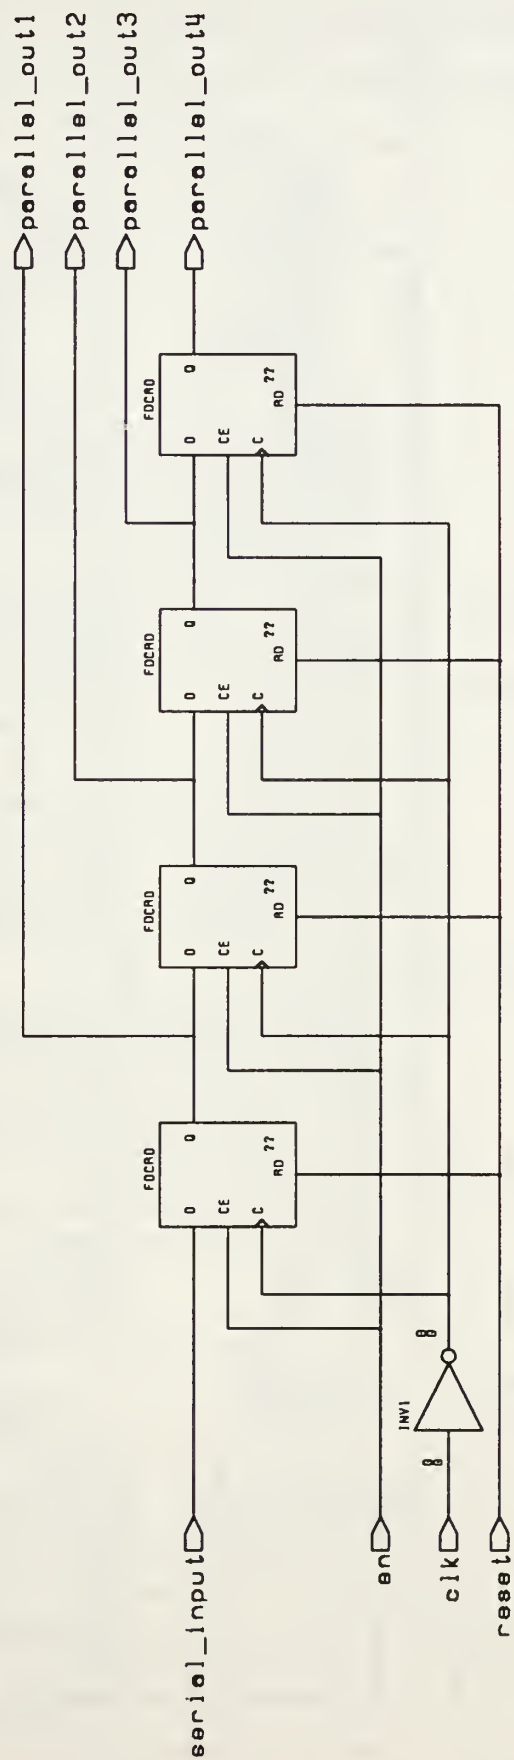 parallel_out1
parallel_out2
parallel_out3
parallel_out4
FDCRD
D Q
CE
C
RD ??
FDCRD
D Q
CE
C
RD ??
FDCRD
D Q
CE
C
RD ??
FDCRD
D Q
CE
C
RD ??
serial_input
en
INV1
clk
reset